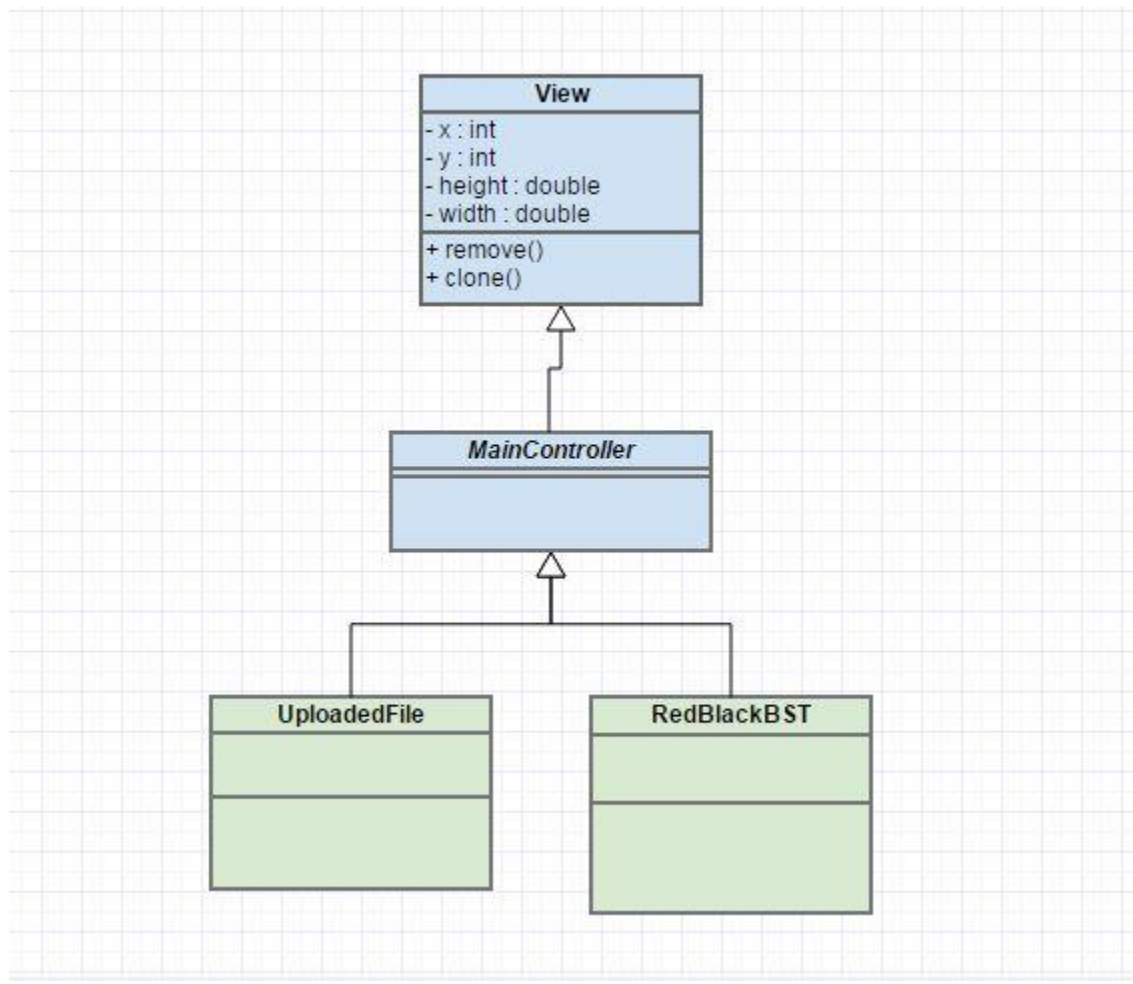 View
- x : int
- y : int
- height : double
- width : double
+ remove()
+ clone()
MainController
UploadedFile
RedBlackBST